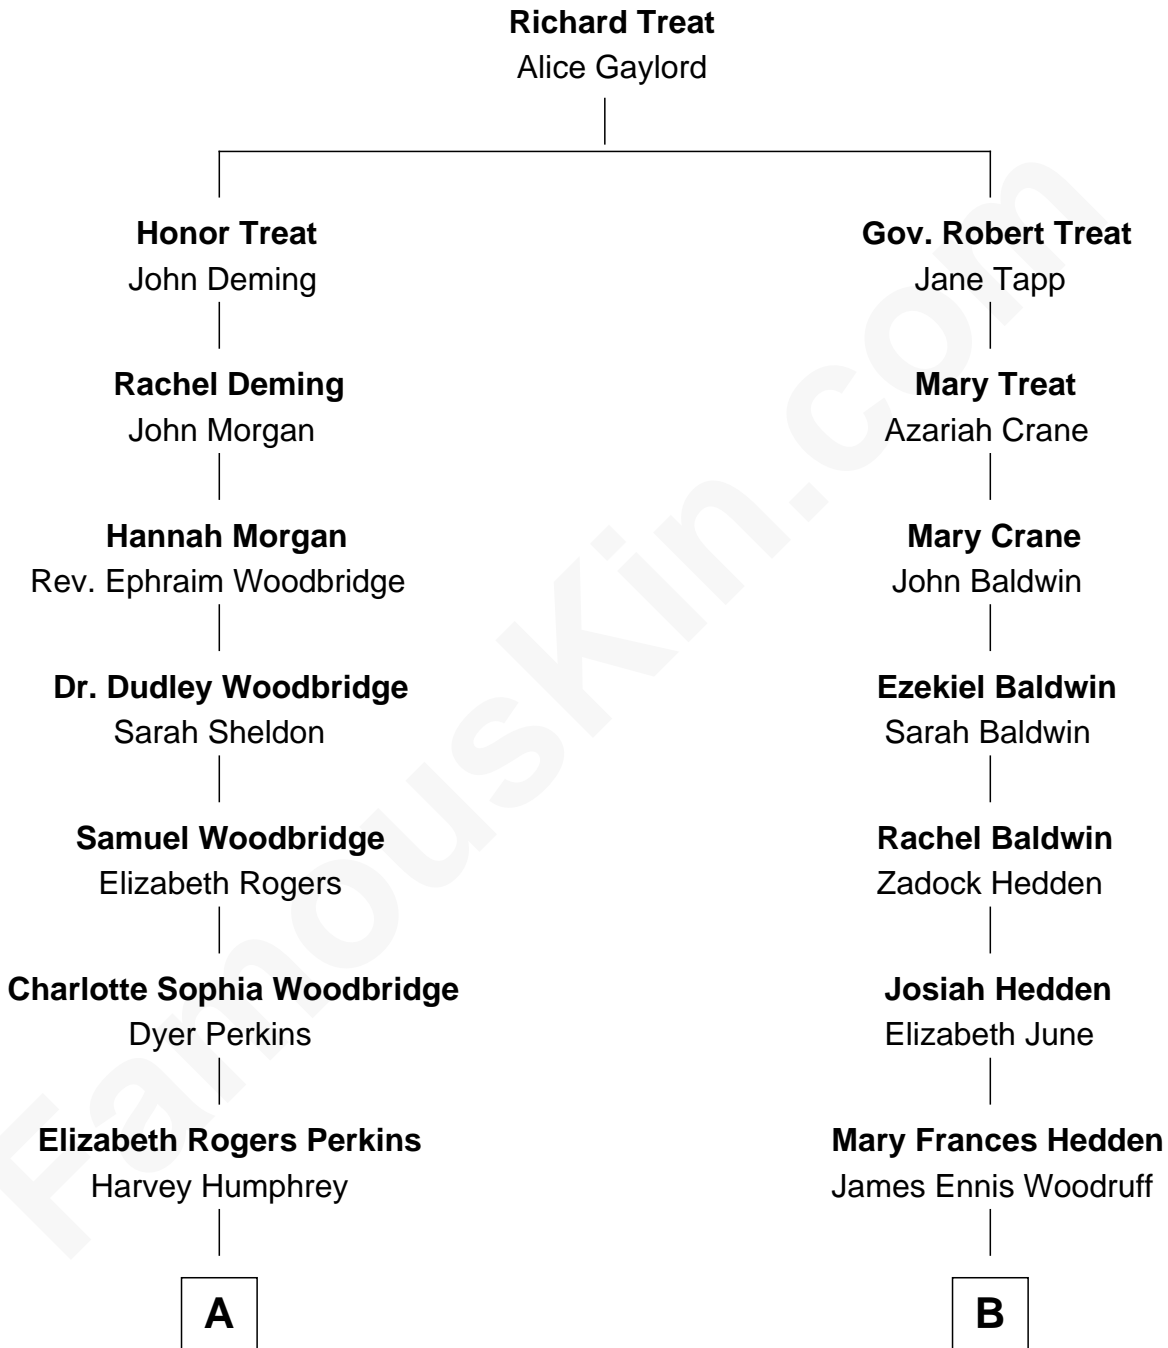 Richard Treat
Alice Gaylord
Honor Treat
John Deming
Gov. Robert Treat
Jane Tapp
Rachel Deming
John Morgan
Mary Treat
Azariah Crane
Hannah Morgan
Rev. Ephraim Woodbridge
Mary Crane
John Baldwin
Dr. Dudley Woodbridge
Sarah Sheldon
Ezekiel Baldwin
Sarah Baldwin
Samuel Woodbridge
Elizabeth Rogers
Rachel Baldwin
Zadock Hedden
Charlotte Sophia Woodbridge
Dyer Perkins
Josiah Hedden
Elizabeth June
Elizabeth Rogers Perkins
Harvey Humphrey
Mary Frances Hedden
James Ennis Woodruff
A
B
FamousKin.com